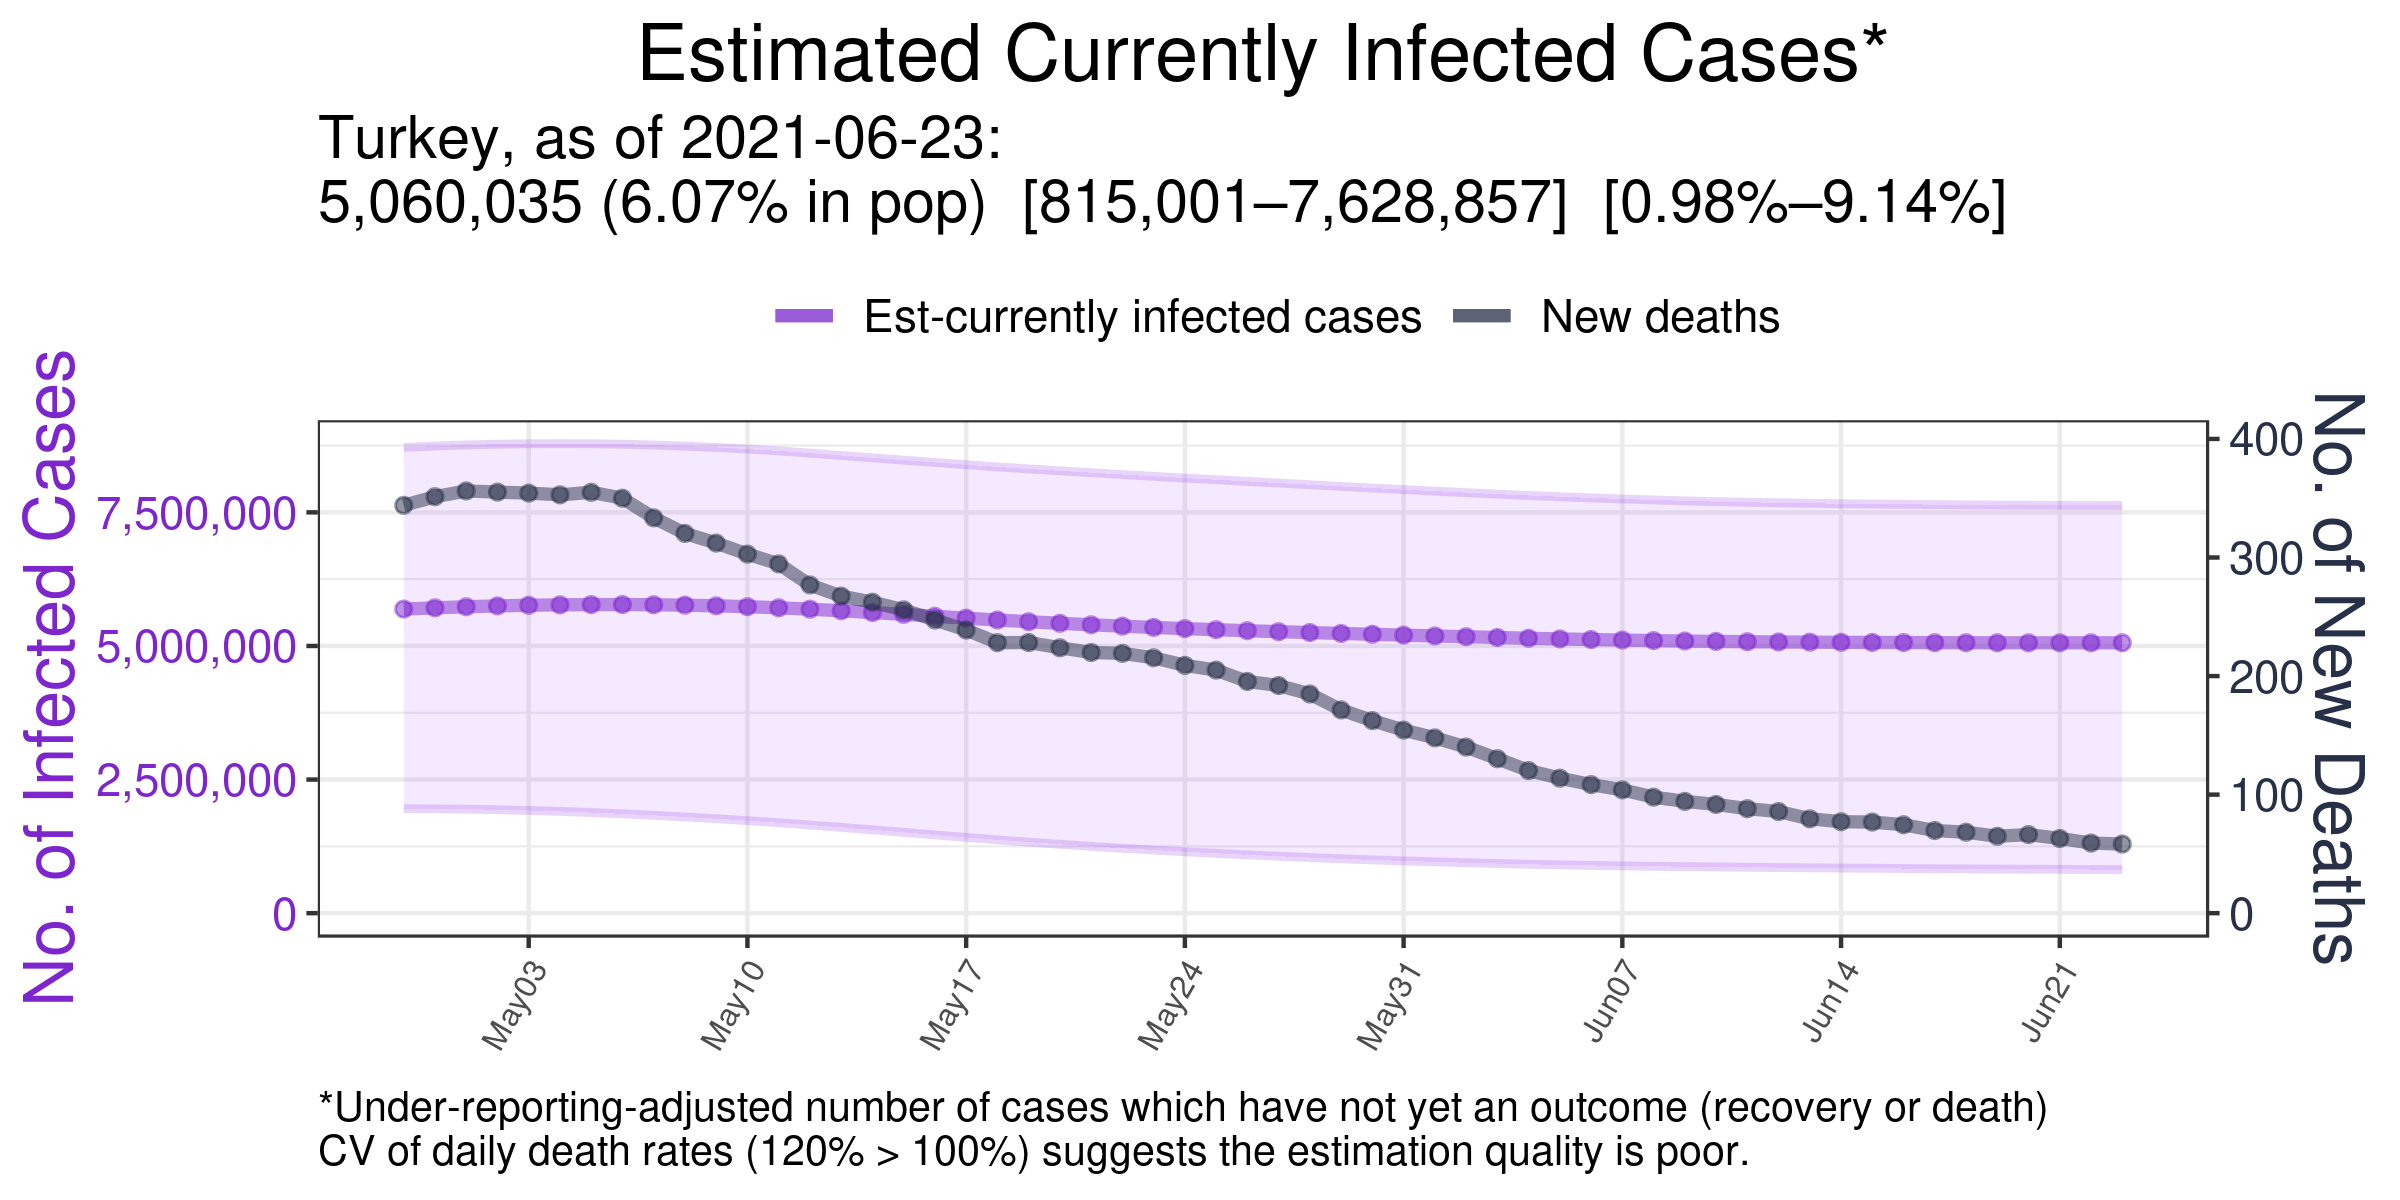 Estimated Currently Infected Cases*
Turkey, as of 2021-06-23:
5,060,035 (6.07% in pop)  [815,001–7,628,857]  [0.98%–9.14%]
Est-currently infected cases
New deaths
No. of Infected Cases
7,500,000
5,000,000
2,500,000
0
400
300
200
100
0
No. of New Deaths
May03
May10
May17
May24
May31
Jun07
Jun14
Jun21
*Under-reporting-adjusted number of cases which have not yet an outcome (recovery or death)
CV of daily death rates (120% > 100%) suggests the estimation quality is poor.